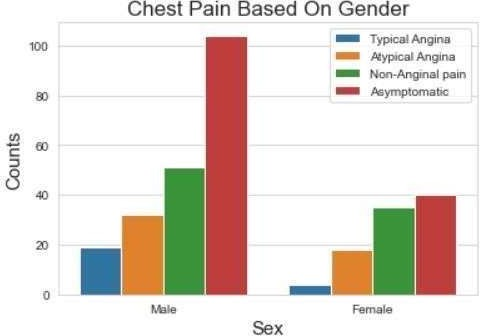 Chest Pain Based On Gender
Typical Angina
Atypical Angina
Non-Anginal pain
Asymptomatic
Counts
100
80
60
40
20
0
Male Female
Sex